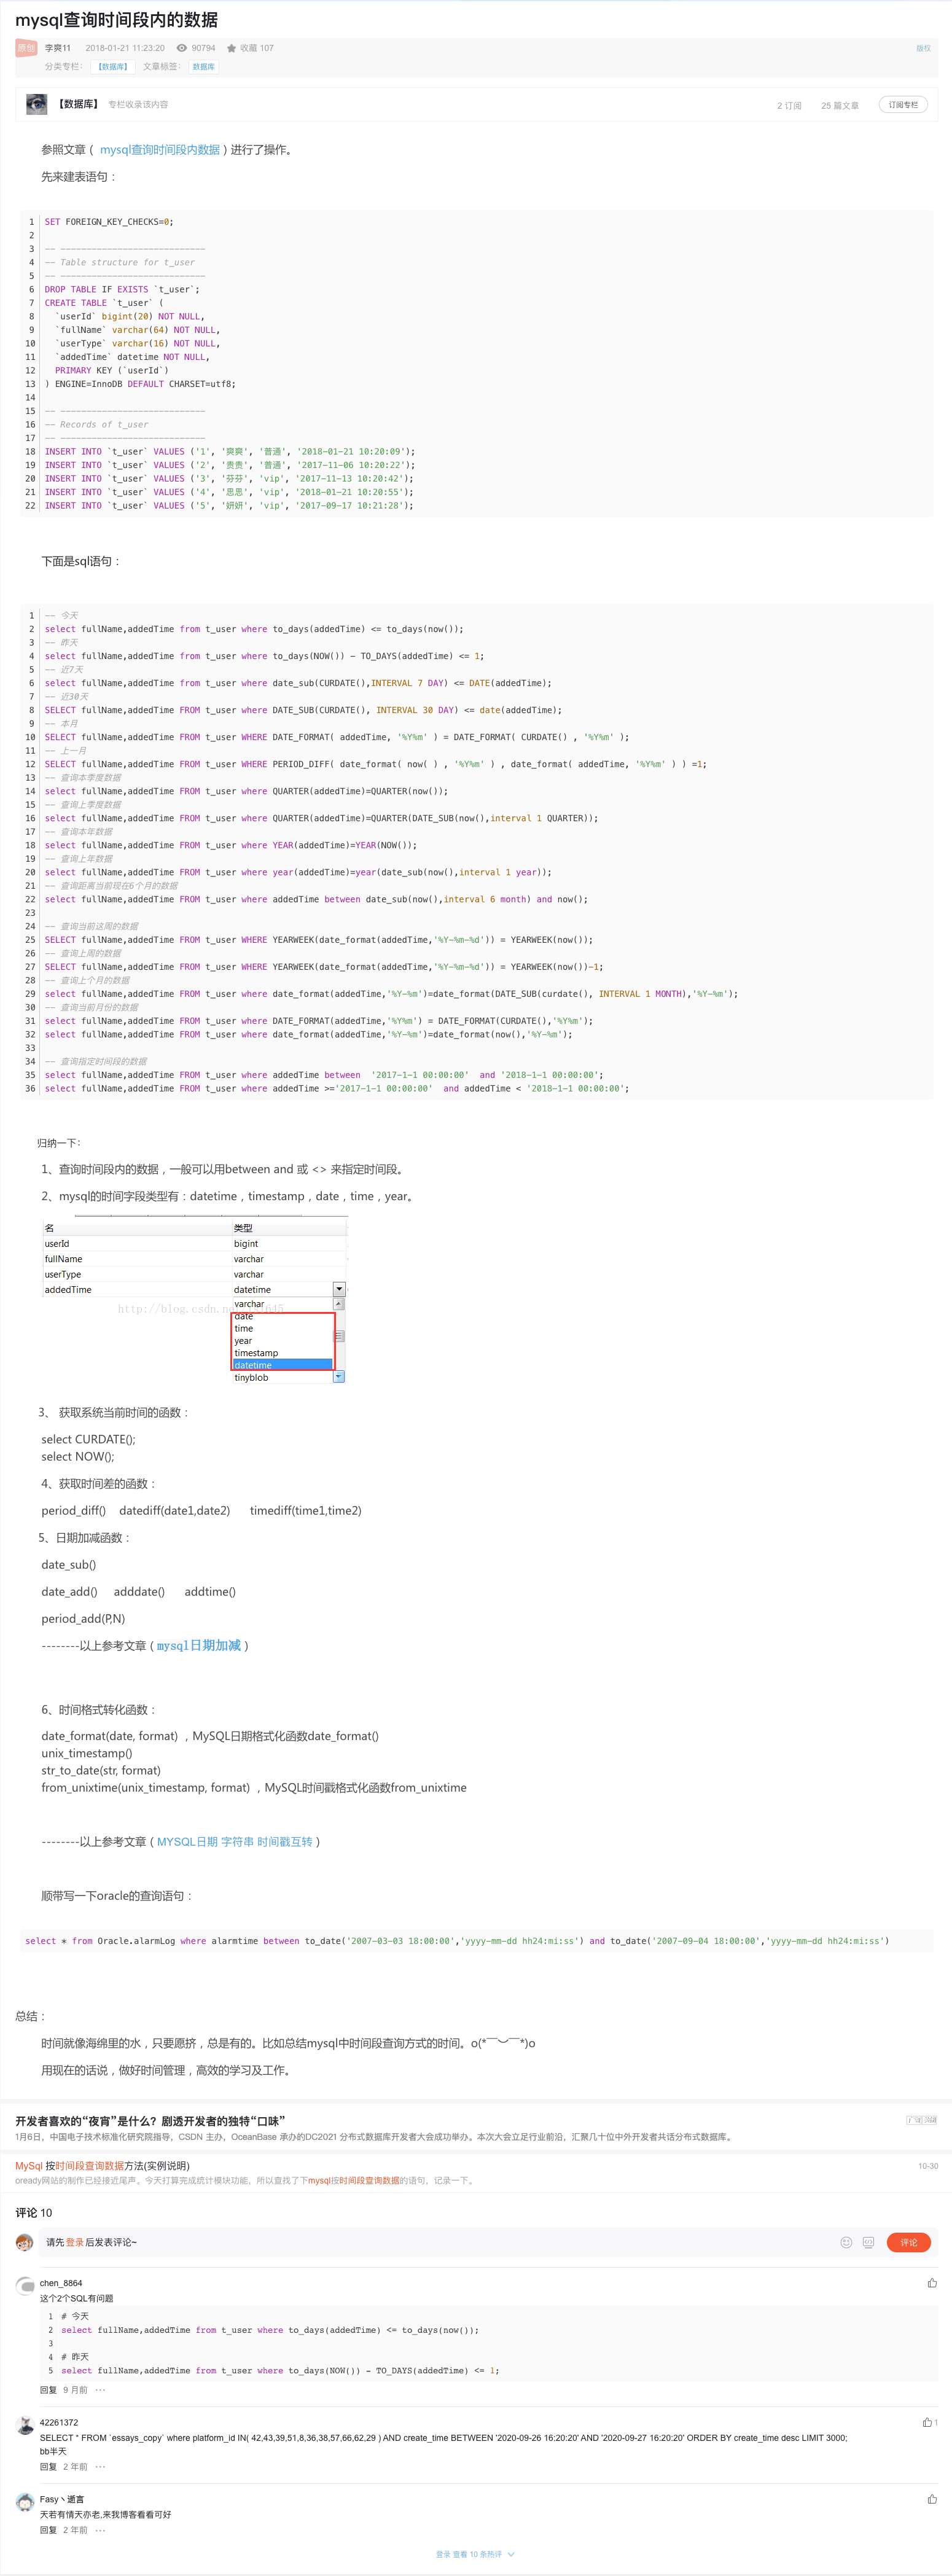 mysql查询时间段内的数据
原创 李爽11 2018-01-21 11:23:20 90794 收藏 107 版权
分类专栏： 【数据库】 文章标签： 数据库
【数据库】 专栏收录该内容 2 订阅 25 篇文章 订阅专栏
参照文章（ mysql查询时间段内数据 ）进行了操作。
先来建表语句：
1 SET FOREIGN_KEY_CHECKS=0;
2
3 -- ----------------------------
4 -- Table structure for t_user
5 -- ----------------------------
6 DROP TABLE IF EXISTS `t_user`;
7 CREATE TABLE `t_user` (
8 `userId` bigint(20) NOT NULL,
9 `fullName` varchar(64) NOT NULL,
10 `userType` varchar(16) NOT NULL,
11 `addedTime` datetime NOT NULL,
12 PRIMARY KEY (`userId`)
13 ) ENGINE=InnoDB DEFAULT CHARSET=utf8;
14
15 -- ----------------------------
16 -- Records of t_user
17 -- ----------------------------
18 INSERT INTO `t_user` VALUES ('1', '爽爽', '普通', '2018-01-21 10:20:09');
19 INSERT INTO `t_user` VALUES ('2', '贵贵', '普通', '2017-11-06 10:20:22');
20 INSERT INTO `t_user` VALUES ('3', '芬芬', 'vip', '2017-11-13 10:20:42');
21 INSERT INTO `t_user` VALUES ('4', '思思', 'vip', '2018-01-21 10:20:55');
22 INSERT INTO `t_user` VALUES ('5', '妍妍', 'vip', '2017-09-17 10:21:28');
下面是sql语句：
1 -- 今天
2 select fullName,addedTime from t_user where to_days(addedTime) <= to_days(now());
3 -- 昨天
4 select fullName,addedTime from t_user where to_days(NOW()) - TO_DAYS(addedTime) <= 1;
5 -- 近7天
6 select fullName,addedTime from t_user where date_sub(CURDATE(),INTERVAL 7 DAY) <= DATE(addedTime);
7 -- 近30天
8 SELECT fullName,addedTime FROM t_user where DATE_SUB(CURDATE(), INTERVAL 30 DAY) <= date(addedTime);
9 -- 本月
10 SELECT fullName,addedTime FROM t_user WHERE DATE_FORMAT( addedTime, '%Y%m' ) = DATE_FORMAT( CURDATE() , '%Y%m' );
11 -- 上一月
12 SELECT fullName,addedTime FROM t_user WHERE PERIOD_DIFF( date_format( now( ) , '%Y%m' ) , date_format( addedTime, '%Y%m' ) ) =1;
13 -- 查询本季度数据
14 select fullName,addedTime FROM t_user where QUARTER(addedTime)=QUARTER(now());
15 -- 查询上季度数据
16 select fullName,addedTime FROM t_user where QUARTER(addedTime)=QUARTER(DATE_SUB(now(),interval 1 QUARTER));
17 -- 查询本年数据
18 select fullName,addedTime FROM t_user where YEAR(addedTime)=YEAR(NOW());
19 -- 查询上年数据
20 select fullName,addedTime FROM t_user where year(addedTime)=year(date_sub(now(),interval 1 year));
21 -- 查询距离当前现在6个月的数据
22 select fullName,addedTime FROM t_user where addedTime between date_sub(now(),interval 6 month) and now();
23
24 -- 查询当前这周的数据
25 SELECT fullName,addedTime FROM t_user WHERE YEARWEEK(date_format(addedTime,'%Y-%m-%d')) = YEARWEEK(now());
26 -- 查询上周的数据
27 SELECT fullName,addedTime FROM t_user WHERE YEARWEEK(date_format(addedTime,'%Y-%m-%d')) = YEARWEEK(now())-1;
28 -- 查询上个月的数据
29 select fullName,addedTime FROM t_user where date_format(addedTime,'%Y-%m')=date_format(DATE_SUB(curdate(), INTERVAL 1 MONTH),'%Y-%m');
30 -- 查询当前月份的数据
31 select fullName,addedTime FROM t_user where DATE_FORMAT(addedTime,'%Y%m') = DATE_FORMAT(CURDATE(),'%Y%m');
32 select fullName,addedTime FROM t_user where date_format(addedTime,'%Y-%m')=date_format(now(),'%Y-%m');
33
34 -- 查询指定时间段的数据
35 select fullName,addedTime FROM t_user where addedTime between '2017-1-1 00:00:00' and '2018-1-1 00:00:00';
36 select fullName,addedTime FROM t_user where addedTime >='2017-1-1 00:00:00' and addedTime < '2018-1-1 00:00:00';
归纳一下：
1、查询时间段内的数据，一般可以用between and 或 <> 来指定时间段。
2、mysql的时间字段类型有：datetime，timestamp，date，time，year。
名 类型
userId bigint
fullName varchar
userType varchar
addedTime datetime
varchar
http://blog.csdn.
date
time
year
timestamp
datetime
tinyblob
3、 获取系统当前时间的函数：
select CURDATE();
select NOW();
4、获取时间差的函数：
period_diff() datediff(date1,date2) timediff(time1,time2)
5、日期加减函数：
date_sub()
date_add() adddate() addtime()
period_add(P,N)
--------以上参考文章（mysql日期加减）
6、时间格式转化函数：
date_format(date, format) ，MySQL日期格式化函数date_format()
unix_timestamp()
str_to_date(str, format)
from_unixtime(unix_timestamp, format) ，MySQL时间戳格式化函数from_unixtime
--------以上参考文章（MYSQL日期 字符串 时间戳互转）
顺带写一下oracle的查询语句：
select * from Oracle.alarmLog where alarmtime between to_date('2007-03-03 18:00:00','yyyy-mm-dd hh24:mi:ss') and to_date('2007-09-04 18:00:00','yyyy-mm-dd hh24:mi:ss')
总结：
时间就像海绵里的水，只要愿挤，总是有的。比如总结mysql中时间段查询方式的时间。o(*￣︶￣*)o
用现在的话说，做好时间管理，高效的学习及工作。
开发者喜欢的“夜宵”是什么？剧透开发者的独特“口味”
1月6日，中国电子技术标准化研究院指导，CSDN 主办，OceanBase 承办的DC2021 分布式数据库开发者大会成功举办。本次大会立足行业前沿，汇聚几十位中外开发者共话分布式数据库。
MySql 按时间段查询数据方法(实例说明) 10-30
oready网站的制作已经接近尾声。今天打算完成统计模块功能，所以查找了下mysql按时间段查询数据的语句，记录一下。
评论 10
请先 登录 后发表评论~ 评论
chen_8864
这个2个SQL有问题
1 # 今天
2 select fullName,addedTime from t_user where to_days(addedTime) <= to_days(now());
3
4 # 昨天
5 select fullName,addedTime from t_user where to_days(NOW()) - TO_DAYS(addedTime) <= 1;
回复 9 月前 ···
42261372 1
SELECT * FROM `essays_copy` where platform_id IN( 42,43,39,51,8,36,38,57,66,62,29 ) AND create_time BETWEEN '2020-09-26 16:20:20' AND '2020-09-27 16:20:20' ORDER BY create_time desc LIMIT 3000;
bb半天
回复 2 年前 ···
Fasy丶逝言
天若有情天亦老,来我博客看看可好
回复 2 年前 ···
登录 查看 10 条热评